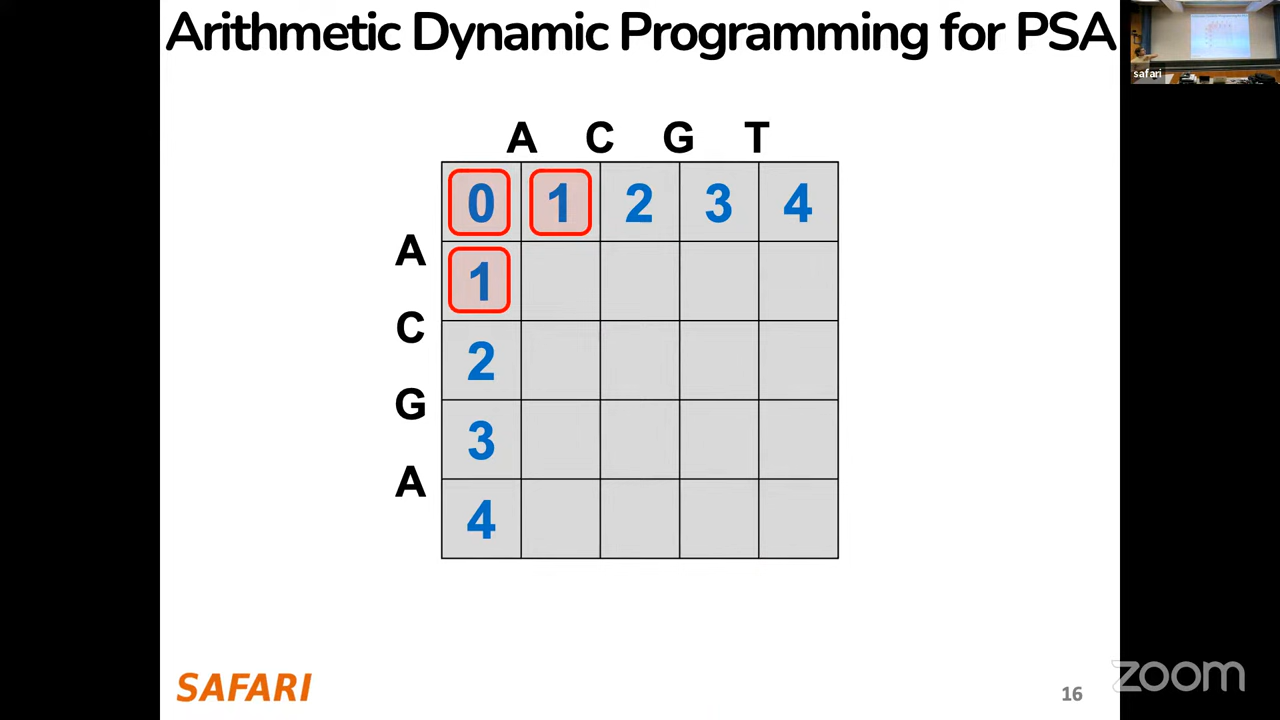 Arithmetic Dynamic Programming for PSA
safari
A C G T
0 1 2 3 4
A
1
C
2
G
3
A
4
SAFARI
16
zoom